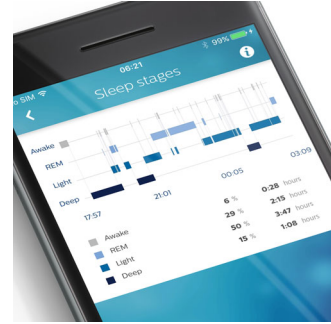 o SIM 06:21 99%
Sleep stages
Awake
REM
Light
Deep
17:57 21:01 00:05 03:09
Awake 6 % 0:28 hours
REM 29 % 2:15 hours
Light 50 % 3:47 hours
Deep 15 % 1:08 hours